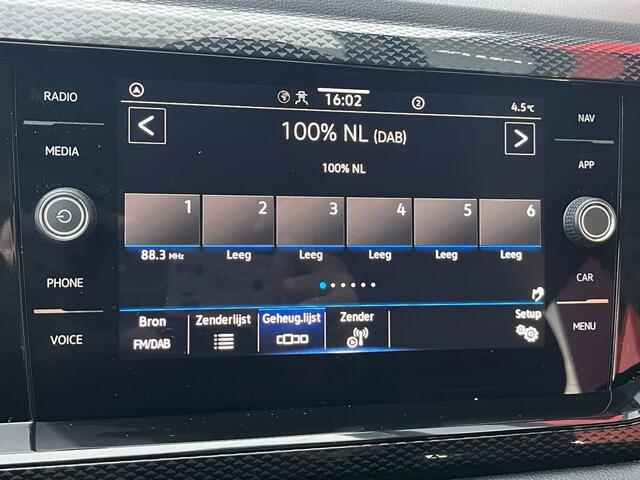 RADIO
MEDIA
PHONE
VOICE
16:02
2
4.5°C
< 100% NL (DAB) >
100% NL
1 2 3 4 5 6
88.3 MHz Leeg Leeg Leeg Leeg Leeg
Bron Zenderlijst Geheug.lijst Zender Setup
FM/DAB
NAV
APP
CAR
MENU